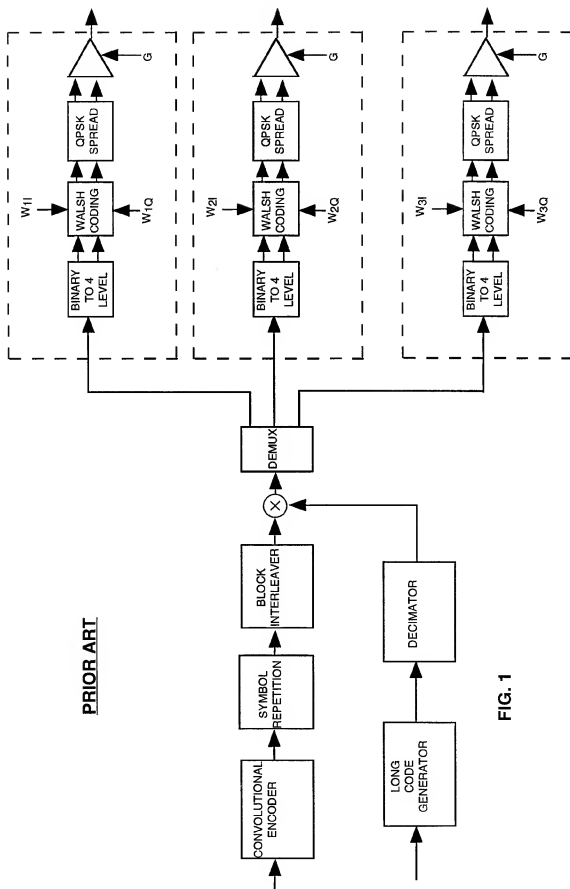 PRIOR ART
CONVOLUTIONAL
ENCODER
SYMBOL
REPETITION
BLOCK
INTERLEAVER
X
DEMUX
LONG
CODE
GENERATOR
DECIMATOR
BINARY
TO 4
LEVEL
W1I
WALSH
CODING
W1Q
QPSK
SPREAD
G
BINARY
TO 4
LEVEL
W2I
WALSH
CODING
W2Q
QPSK
SPREAD
G
BINARY
TO 4
LEVEL
W3I
WALSH
CODING
W3Q
QPSK
SPREAD
G
FIG. 1